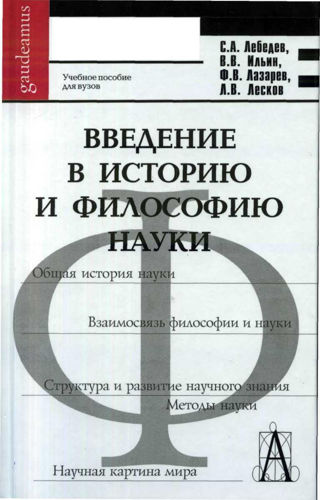 gaudeamus
Учебное пособие
для вузов
С.А. Лебедев,
В.В. Ильин,
Ф.В. Лазарев,
Л.В. Лесков
ВВЕДЕНИЕ
В ИСТОРИЮ
И ФИЛОСОФИЮ
НАУКИ
Ф
Общая история науки
Взаимосвязь философии и науки
Структура и развитие научного знания
Методы науки
Научная картина мира
А